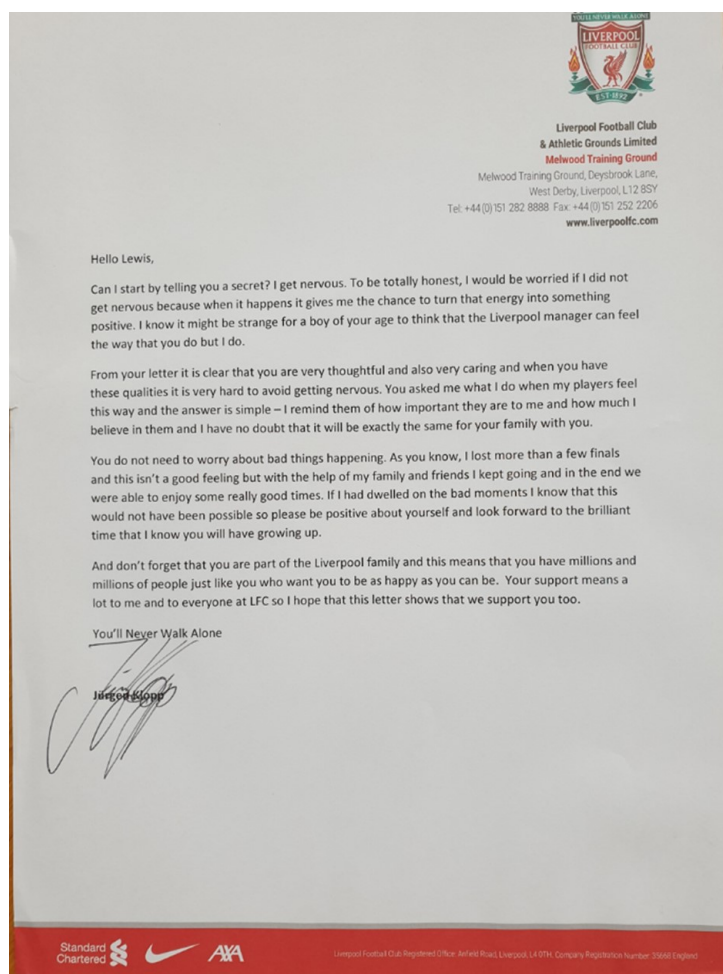 YOU'LL NEVER WALK ALONE
LIVERPOOL
FOOTBALL CLUB
EST·1892
Liverpool Football Club
& Athletic Grounds Limited
Melwood Training Ground
Melwood Training Ground, Deysbrook Lane,
West Derby, Liverpool, L12 8SY
Tel: +44(0)151 282 8888 Fax: +44(0)151 252 2206
www.liverpoolfc.com
Hello Lewis,
Can I start by telling you a secret? I get nervous. To be totally honest, I would be worried if I did not
get nervous because when it happens it gives me the chance to turn that energy into something
positive. I know it might be strange for a boy of your age to think that the Liverpool manager can feel
the way that you do but I do.
From your letter it is clear that you are very thoughtful and also very caring and when you have
these qualities it is very hard to avoid getting nervous. You asked me what I do when my players feel
this way and the answer is simple – I remind them of how important they are to me and how much I
believe in them and I have no doubt that it will be exactly the same for your family with you.
You do not need to worry about bad things happening. As you know, I lost more than a few finals
and this isn't a good feeling but with the help of my family and friends I kept going and in the end we
were able to enjoy some really good times. If I had dwelled on the bad moments I know that this
would not have been possible so please be positive about yourself and look forward to the brilliant
time that I know you will have growing up.
And don't forget that you are part of the Liverpool family and this means that you have millions and
millions of people just like you who want you to be as happy as you can be. Your support means a
lot to me and to everyone at LFC so I hope that this letter shows that we support you too.
You'll Never Walk Alone
Jürgen Klopp
Standard
Chartered
AXA
Liverpool Football Club Registered Office: Anfield Road, Liverpool, L4 0TH. Company Registration Number: 35668 England